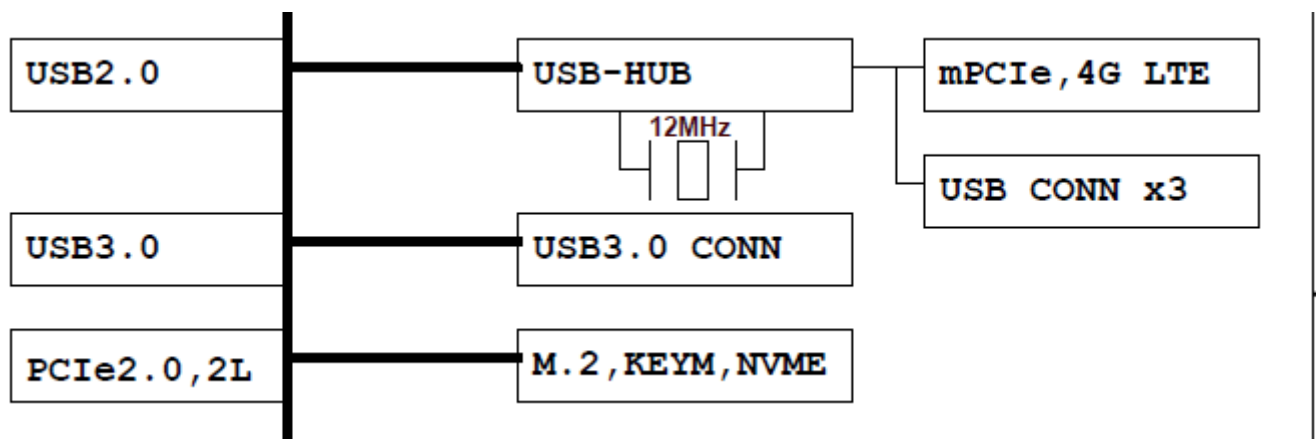 USB2.0
USB-HUB
mPCIe,4G LTE
12MHz
USB CONN x3
USB3.0
USB3.0 CONN
PCIe2.0,2L
M.2,KEYM,NVME